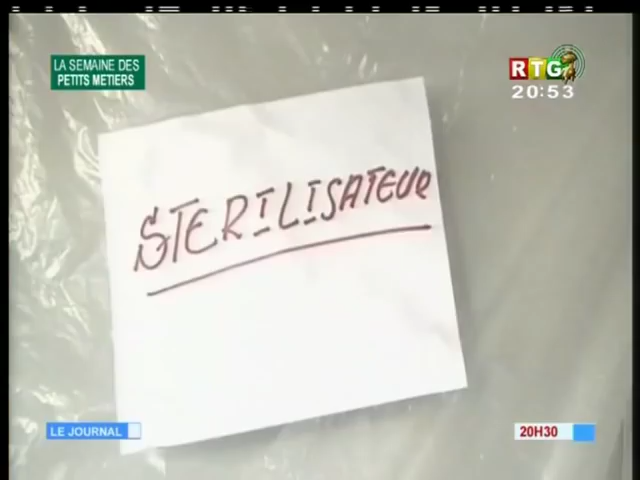 LA SEMAINE DES
PETITS METIERS
RTG
20:53
STERILISATEUR
LE JOURNAL
20H30